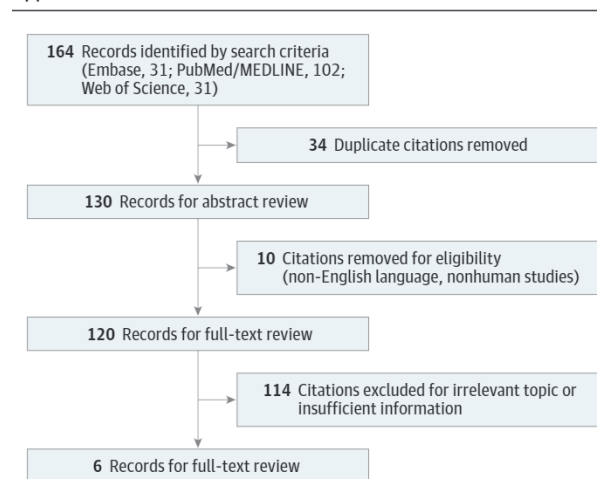 164 Records identified by search criteria
(Embase, 31; PubMed/MEDLINE, 102;
Web of Science, 31)
34 Duplicate citations removed
130 Records for abstract review
10 Citations removed for eligibility
(non-English language, nonhuman studies)
120 Records for full-text review
114 Citations excluded for irrelevant topic or
insufficient information
6 Records for full-text review